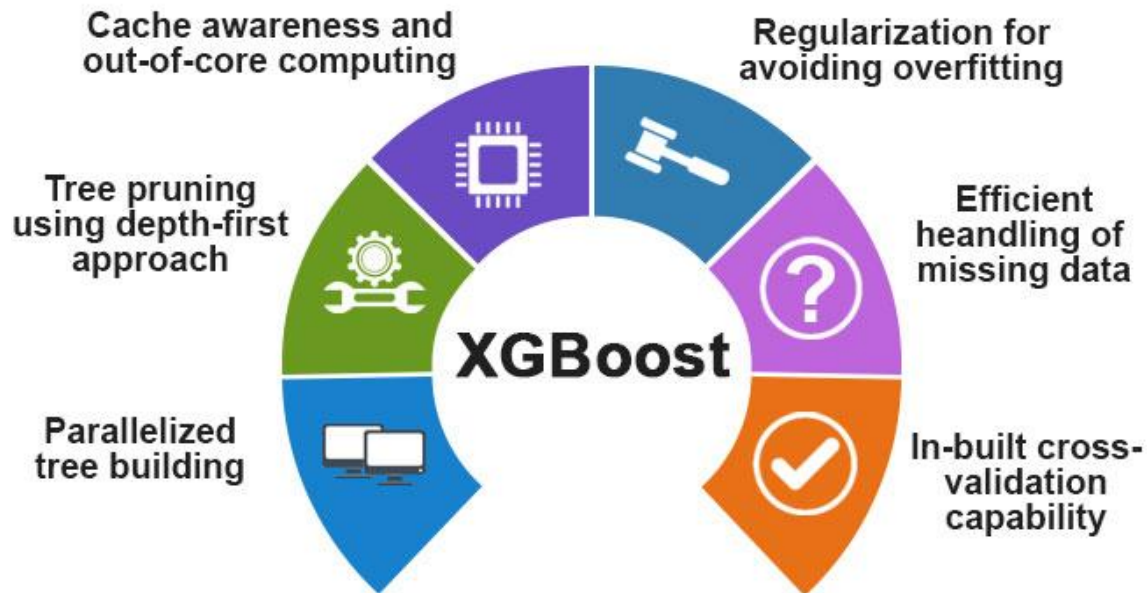 Cache awareness and
out-of-core computing
Regularization for
avoiding overfitting
Tree pruning
using depth-first
approach
Efficient
heandling of
missing data
XGBoost
Parallelized
tree building
In-built cross-
validation
capability